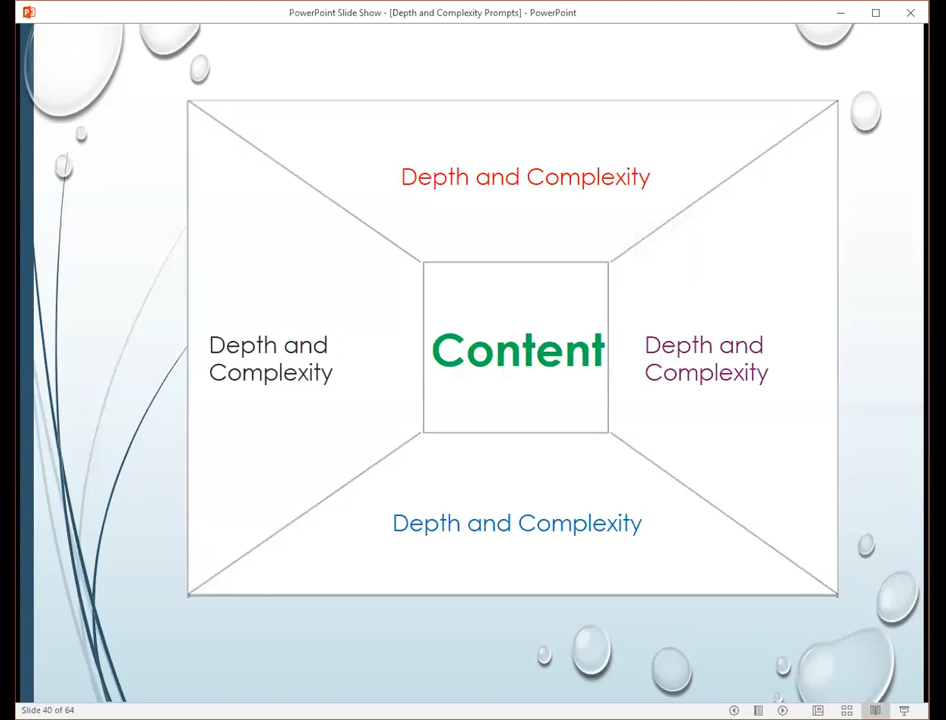 PowerPoint Slide Show - [Depth and Complexity Prompts] - PowerPoint
Depth and Complexity
Depth and
Complexity
Content
Depth and
Complexity
Depth and Complexity
Slide 40 of 64